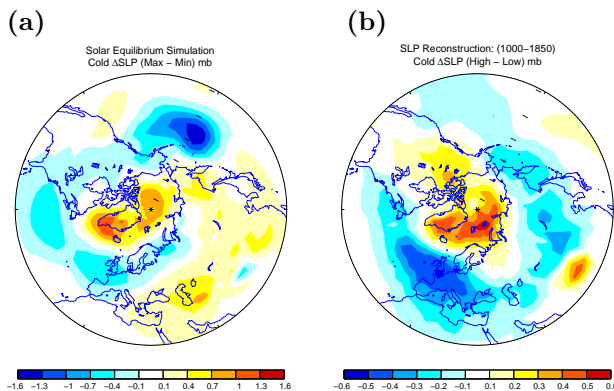 (a)
Solar Equilibrium Simulation
Cold ΔSLP (Max − Min) mb
−1.6 −1.3 −1 −0.7 −0.4 −0.1 0.1 0.4 0.7 1 1.3 1.6
(b)
SLP Reconstruction: (1000−1850)
Cold ΔSLP (High − Low) mb
−0.6 −0.5 −0.4 −0.3 −0.2 −0.1 0.1 0.2 0.3 0.4 0.5 0.6